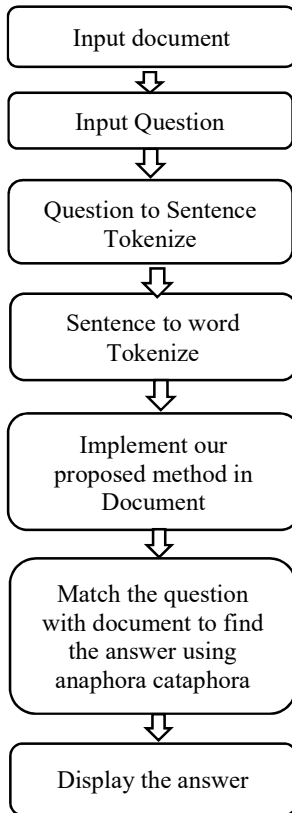 Input document
Input Question
Question to Sentence
Tokenize
Sentence to word
Tokenize
Implement our
proposed method in
Document
Match the question
with document to find
the answer using
anaphora cataphora
Display the answer